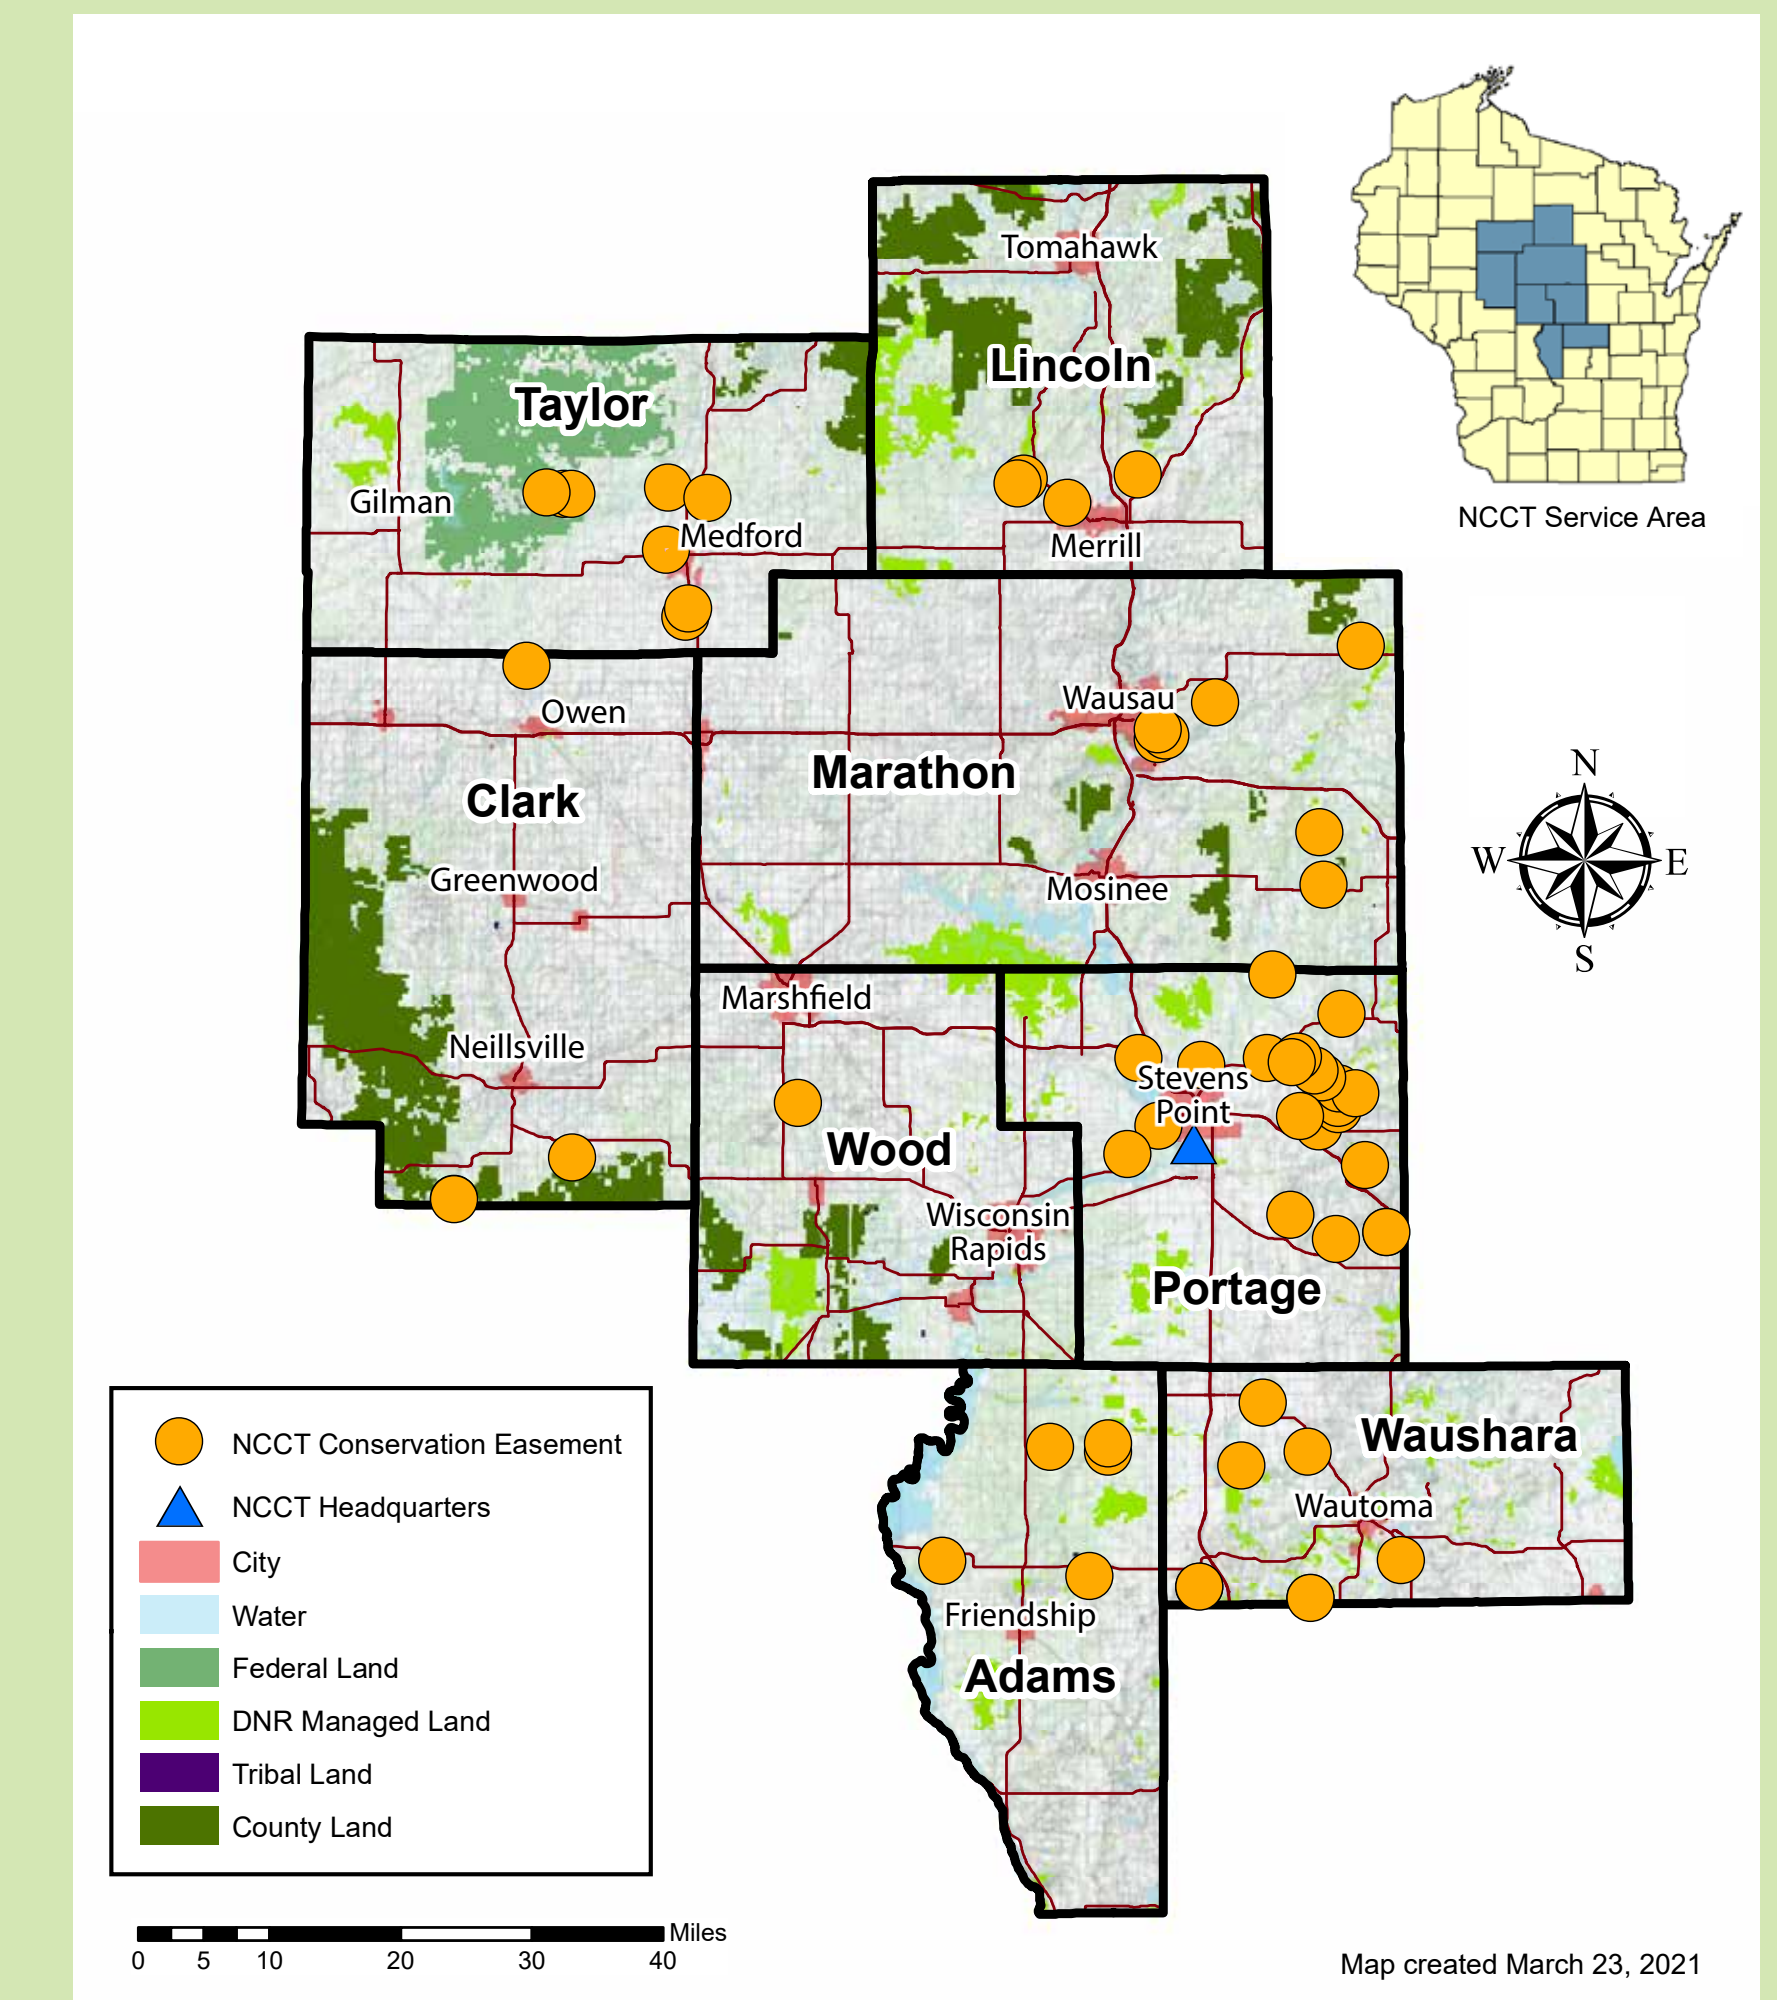 NCCT Service Area
Tomahawk
Lincoln
Taylor
Gilman
Medford
Merrill
Owen
Wausau
Marathon
Clark
N
W
E
S
Greenwood
Mosinee
Marshfield
Neillsville
Stevens
Point
Wood
Wisconsin
Rapids
Portage
Waushara
Wautoma
Friendship
Adams
NCCT Conservation Easement
NCCT Headquarters
City
Water
Federal Land
DNR Managed Land
Tribal Land
County Land
Miles
0 5 10 20 30 40
Map created March 23, 2021